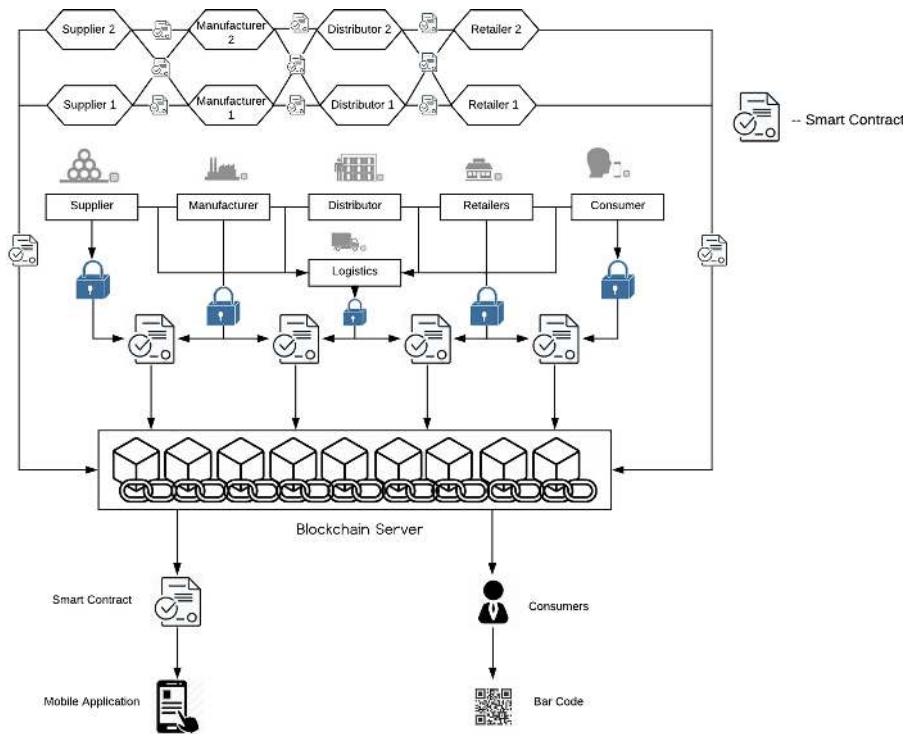 Supplier 2
Manufacturer
2
Distributor 2
Retailer 2
Supplier 1
Manufacturer
1
Distributor 1
Retailer 1
-- Smart Contract
Supplier
Manufacturer
Distributor
Retailers
Consumer
Logistics
Blockchain Server
Smart Contract
Consumers
Mobile Application
Bar Code